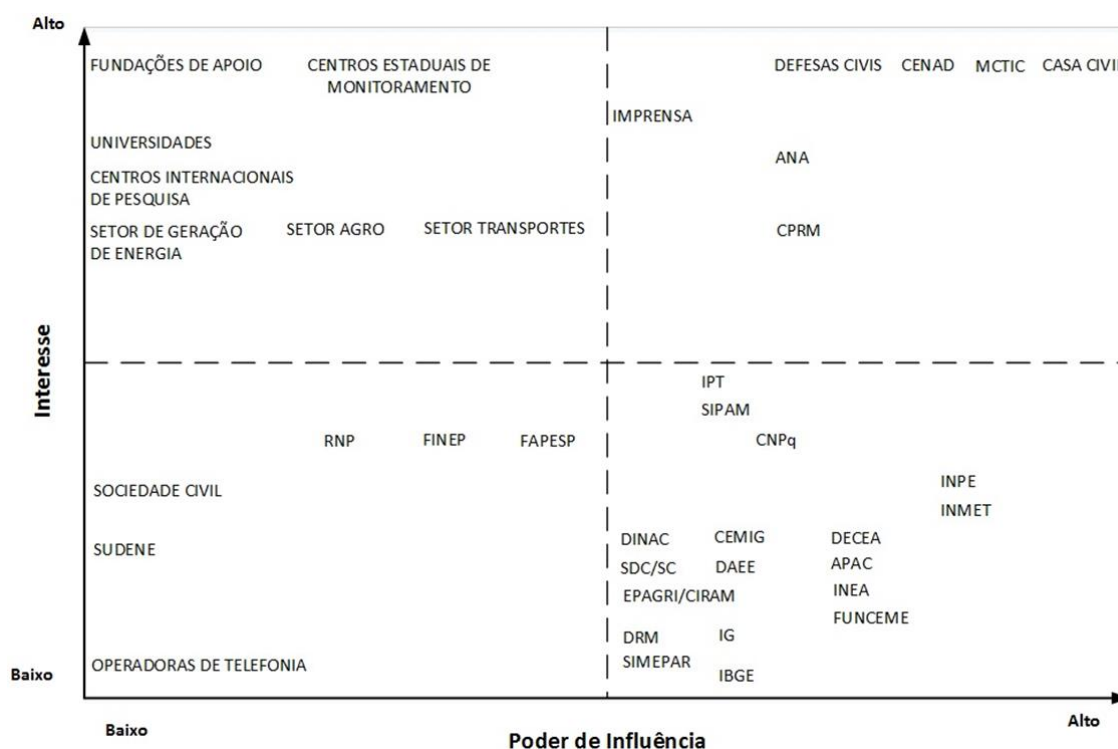 Alto
FUNDAÇÕES DE APOIO
CENTROS ESTADUAIS DE
MONITORAMENTO
DEFESAS CIVIS
CENAD
MCTIC
CASA CIVIL
IMPRENSA
UNIVERSIDADES
ANA
CENTROS INTERNACIONAIS
DE PESQUISA
SETOR DE GERAÇÃO
DE ENERGIA
SETOR AGRO
SETOR TRANSPORTES
CPRM
Interesse
IPT
SIPAM
RNP
FINEP
FAPESP
CNPq
SOCIEDADE CIVIL
INPE
INMET
SUDENE
DINAC
CEMIG
DECEA
SDC/SC
DAEE
APAC
EPAGRI/CIRAM
INEA
FUNCEME
DRM
IG
SIMEPAR
IBGE
OPERADORAS DE TELEFONIA
Baixo
Baixo
Poder de Influência
Alto